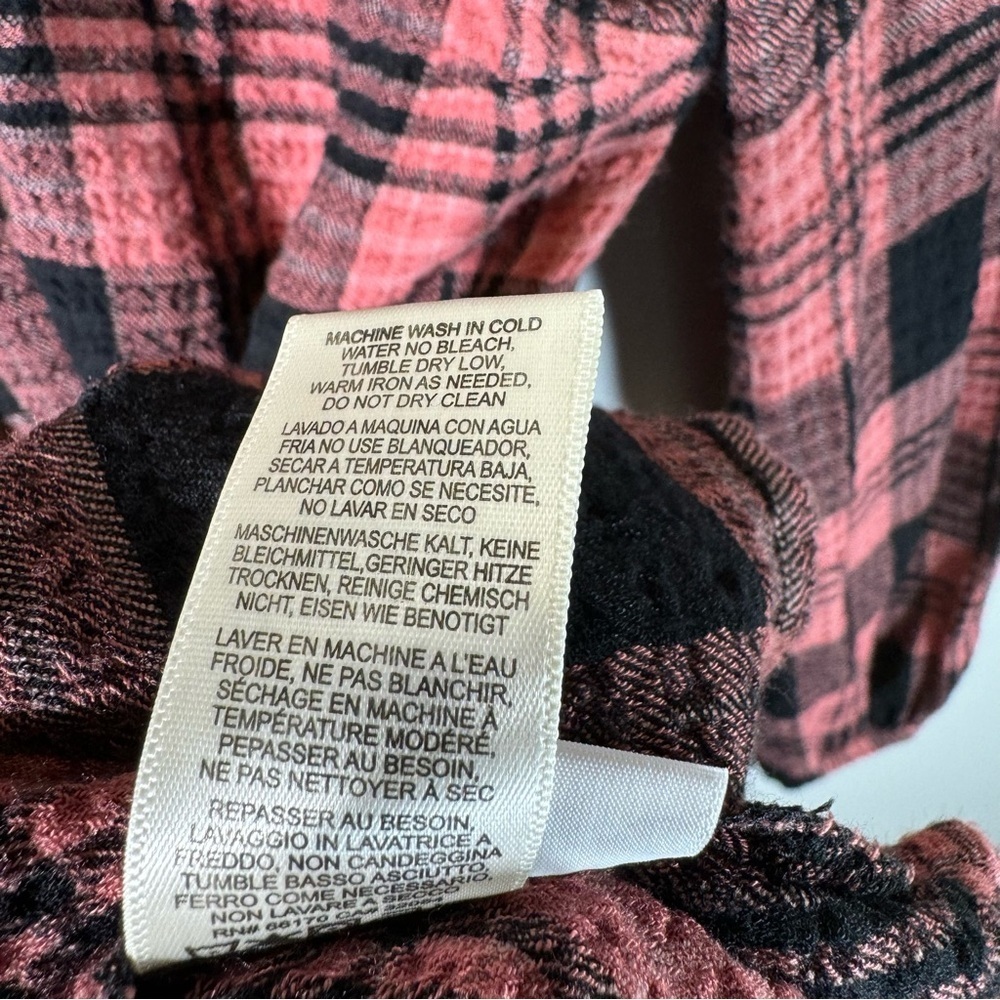 MACHINE WASH IN COLD
WATER NO BLEACH,
TUMBLE DRY LOW,
WARM IRON AS NEEDED,
DO NOT DRY CLEAN
LAVADO A MAQUINA CON AGUA
FRIA NO USE BLANQUEADOR,
SECAR A TEMPERATURA BAJA,
PLANCHAR COMO SE NECESITE,
NO LAVAR EN SECO
MASCHINENWASCHE KALT, KEINE
BLEICHMITTEL,GERINGER HITZE
TROCKNEN, REINIGE CHEMISCH
NICHT, EISEN WIE BENOTIGT
LAVER EN MACHINE A L'EAU
FROIDE, NE PAS BLANCHIR,
SÉCHAGE EN MACHINE À
TEMPÉRATURE MODÉRÉ,
PEPASSER AU BESOIN,
NE PAS NETTOYER À SEC
REPASSER AU BESOIN,
LAVAGGIO IN LAVATRICE A
FREDDO, NON CANDEGGINA
TUMBLE BASSO ASCIUTTO,
FERRO COME NECESSARIO,
NON LAVARE A SECCO
RN# 66170